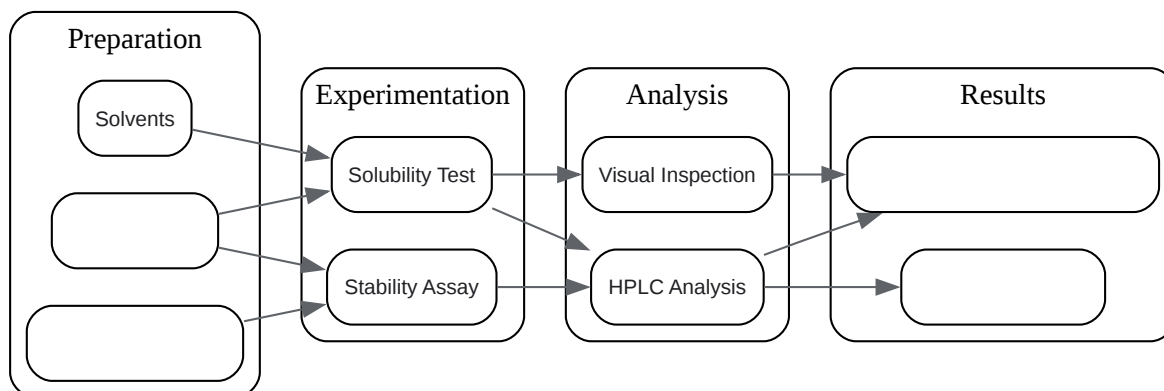 Preparation
Solvents
Experimentation
Solubility Test
Stability Assay
Analysis
Visual Inspection
HPLC Analysis
Results